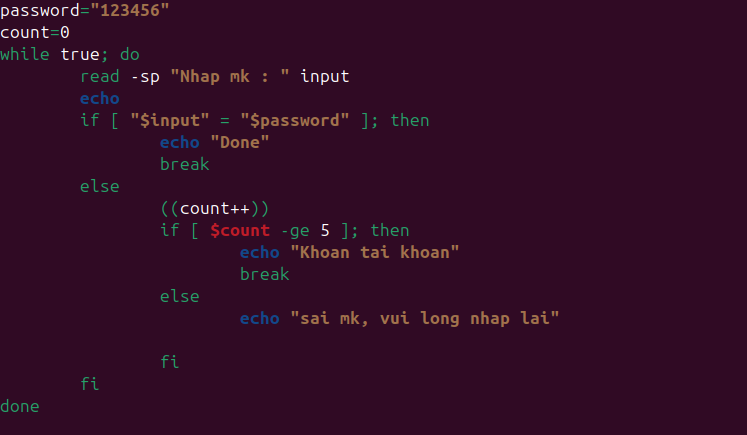 password="123456"
count=0
while true; do
        read -sp "Nhap mk : " input
        echo
        if [ "$input" = "$password" ]; then
                echo "Done"
                break
        else
                ((count++))
                if [ $count -ge 5 ]; then
                        echo "Khoan tai khoan"
                        break
                else
                        echo "sai mk, vui long nhap lai"

                fi
        fi
done